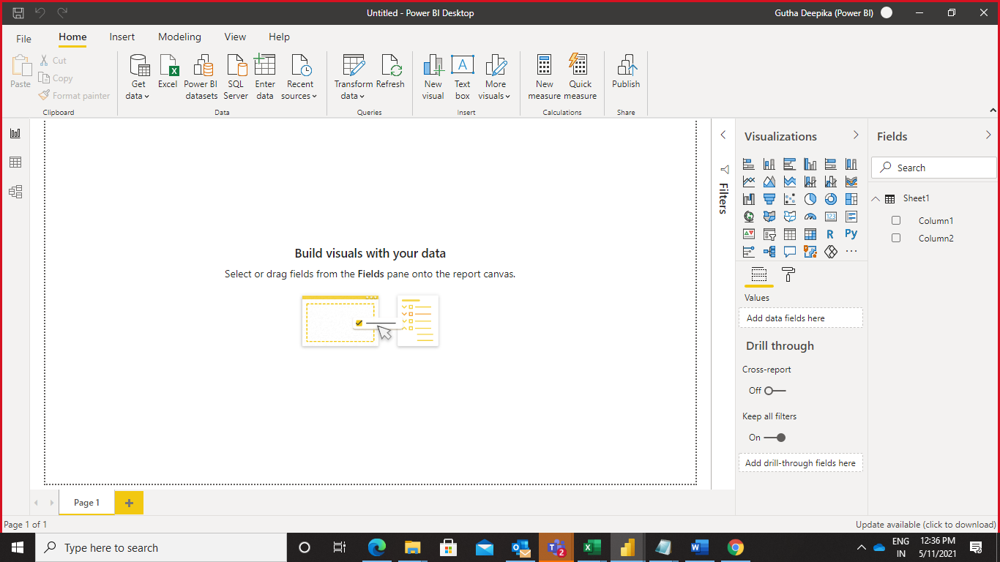 Untitled - Power BI Desktop
Gutha Deepika (Power BI)
File
Home
Insert
Modeling
View
Help
Paste
Cut
Copy
Format painter
Clipboard
Get
data
Excel
Power BI
datasets
SQL
Server
Enter
data
Recent
sources
Data
Transform
data
Refresh
Queries
New
visual
A
Text
box
More
visuals
Insert
New
measure
Quick
measure
Calculations
Publish
Share
Filters
Visualizations
123
R
Py
Values
Add data fields here
Drill through
Cross-report
Off
Keep all filters
On
Add drill-through fields here
Fields
Search
Sheet1
Column1
Column2
Build visuals with your data
Select or drag fields from the Fields pane onto the report canvas.
Page 1
Page 1 of 1
Update available (click to download)
Type here to search
2
ENG
IN
12:36 PM
5/11/2021